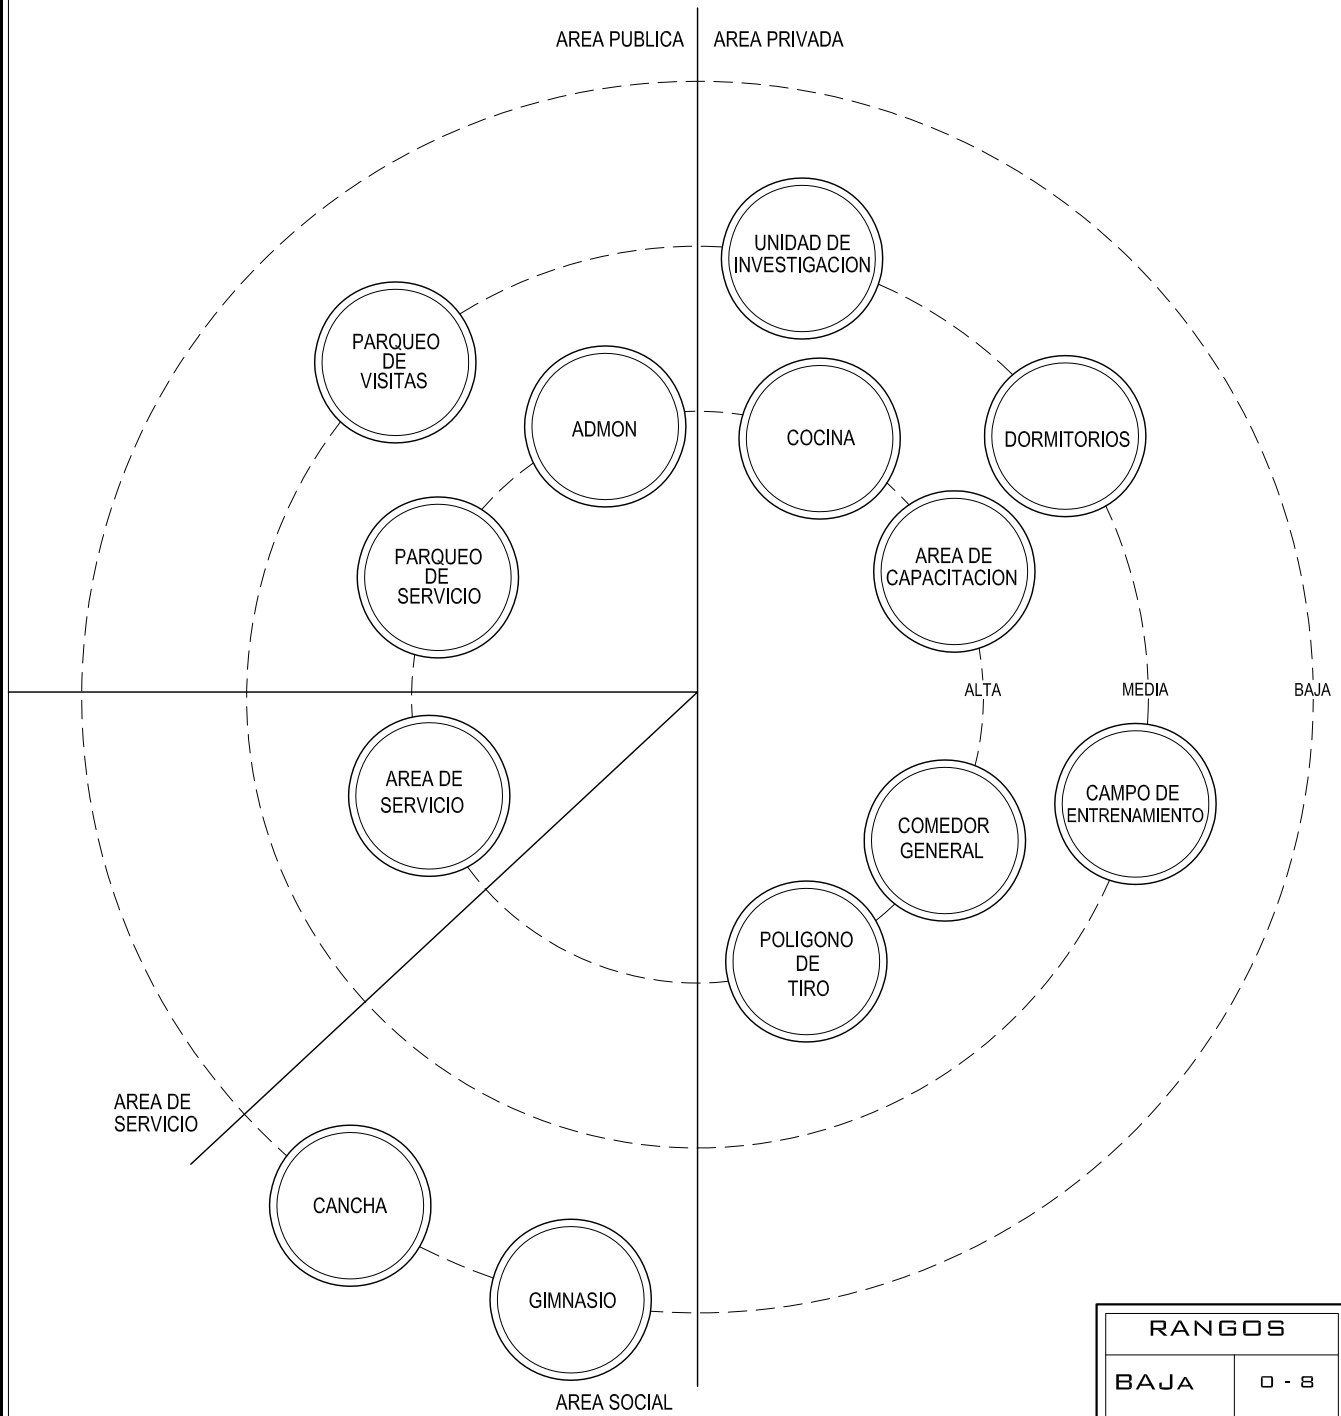 AREA PUBLICA
AREA PRIVADA
UNIDAD DE
INVESTIGACION
PARQUEO
DE
VISITAS
ADMON
COCINA
DORMITORIOS
PARQUEO
DE
SERVICIO
AREA DE
CAPACITACION
ALTA
MEDIA
BAJA
AREA DE
SERVICIO
CAMPO DE
ENTRENAMIENTO
COMEDOR
GENERAL
POLIGONO
DE
TIRO
AREA DE
SERVICIO
CANCHA
GIMNASIO
AREA SOCIAL
RANGOS
BAJA 0 - 8